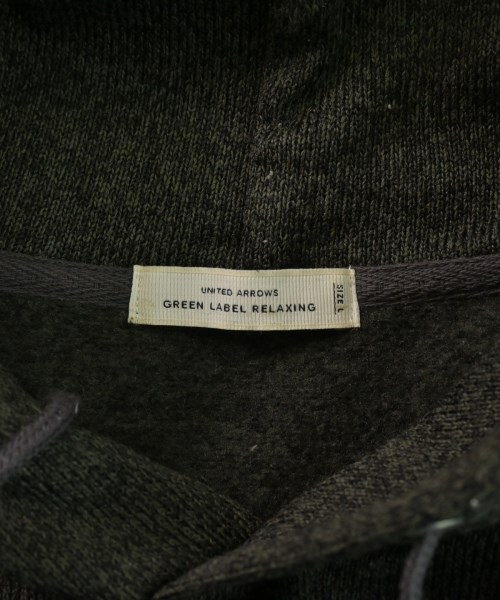 UNITED ARROWS
GREEN LABEL RELAXING
SIZE L